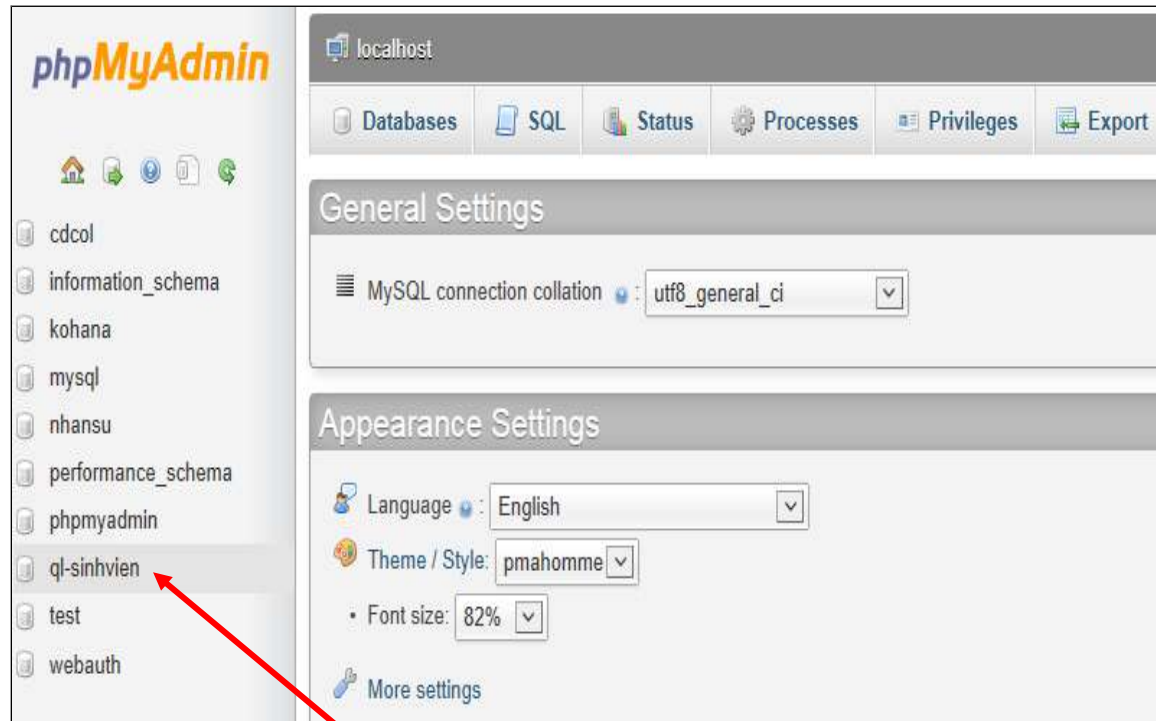 phpMyAdmin
cdcol
information_schema
kohana
mysql
nhansu
performance_schema
phpmyadmin
ql-sinhvien
test
webauth
localhost
Databases SQL Status Processes Privileges Export
General Settings
MySQL connection collation : utf8_general_ci
Appearance Settings
Language : English
Theme / Style: pmahomme
• Font size: 82%
More settings